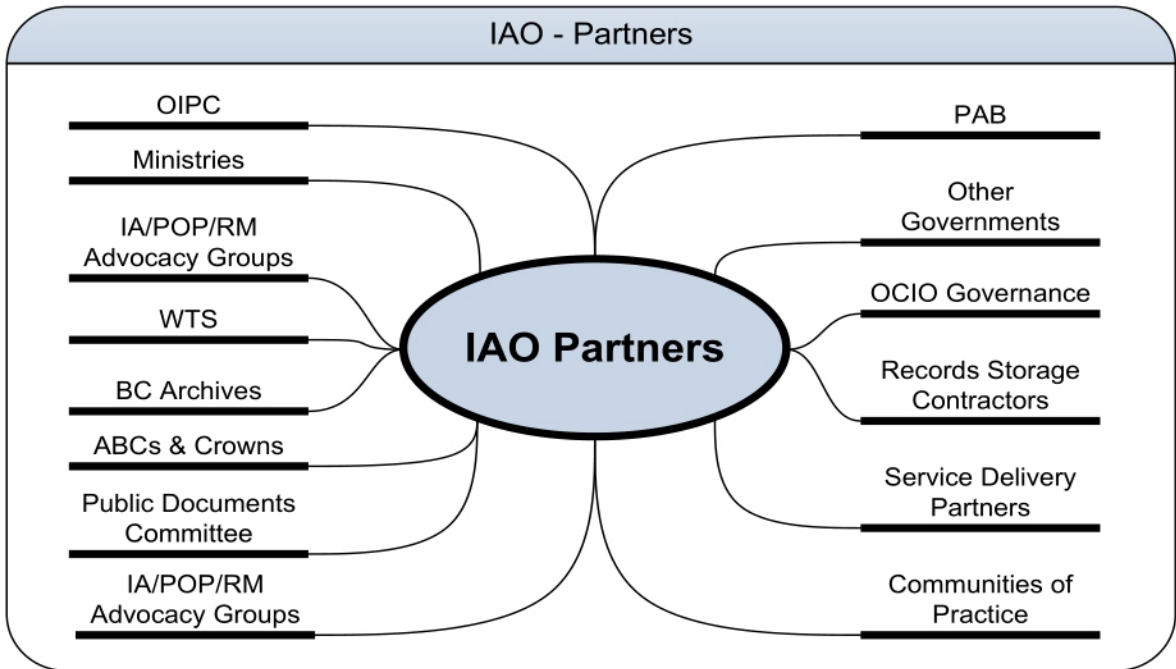 IAO - Partners
OIPC
Ministries
IA/POP/RM
Advocacy Groups
WTS
BC Archives
ABCs & Crowns
Public Documents
Committee
IA/POP/RM
Advocacy Groups
IAO Partners
PAB
Other
Governments
OCIO Governance
Records Storage
Contractors
Service Delivery
Partners
Communities of
Practice